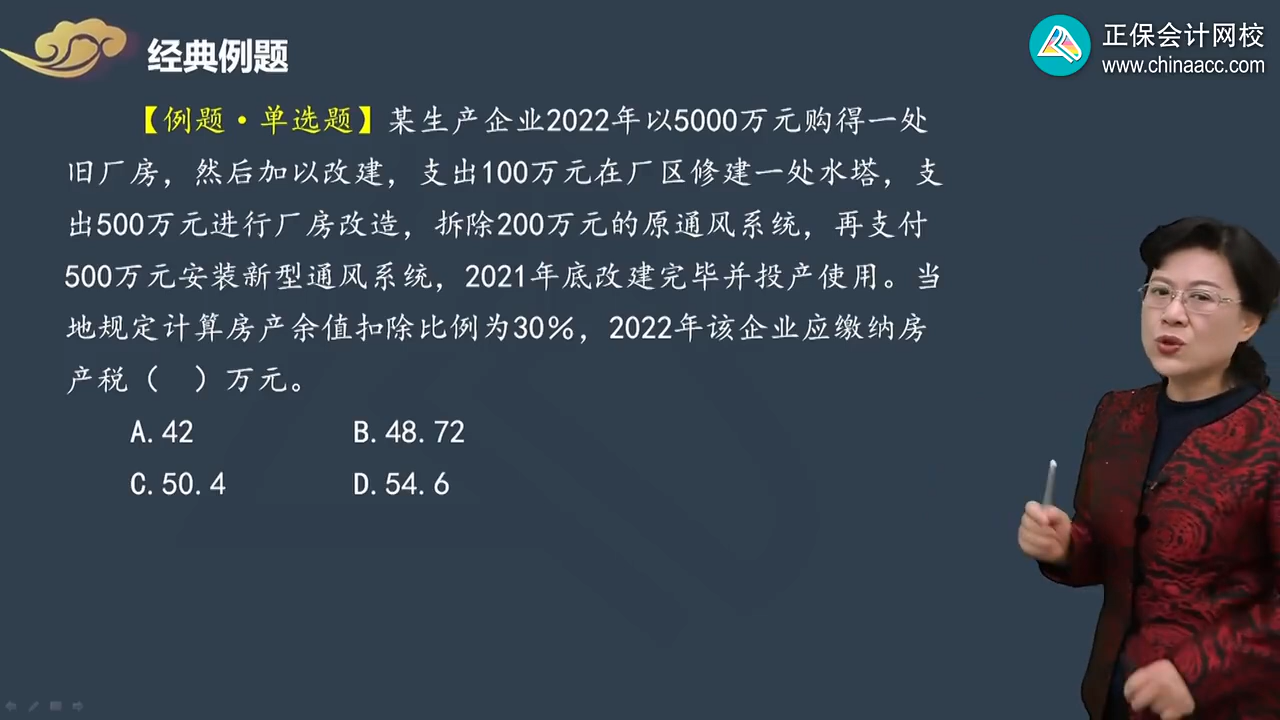 经典例题
正保会计网校
www.chinaacc.com
【例题·单选题】某生产企业2022年以5000万元购得一处
旧厂房，然后加以改建，支出100万元在厂区修建一处水塔，支
出500万元进行厂房改造，拆除200万元的原通风系统，再支付
500万元安装新型通风系统，2021年底改建完毕并投产使用。当
地规定计算房产余值扣除比例为30%，2022年该企业应缴纳房
产税（ ）万元。
A.42 B.48.72
C.50.4 D.54.6